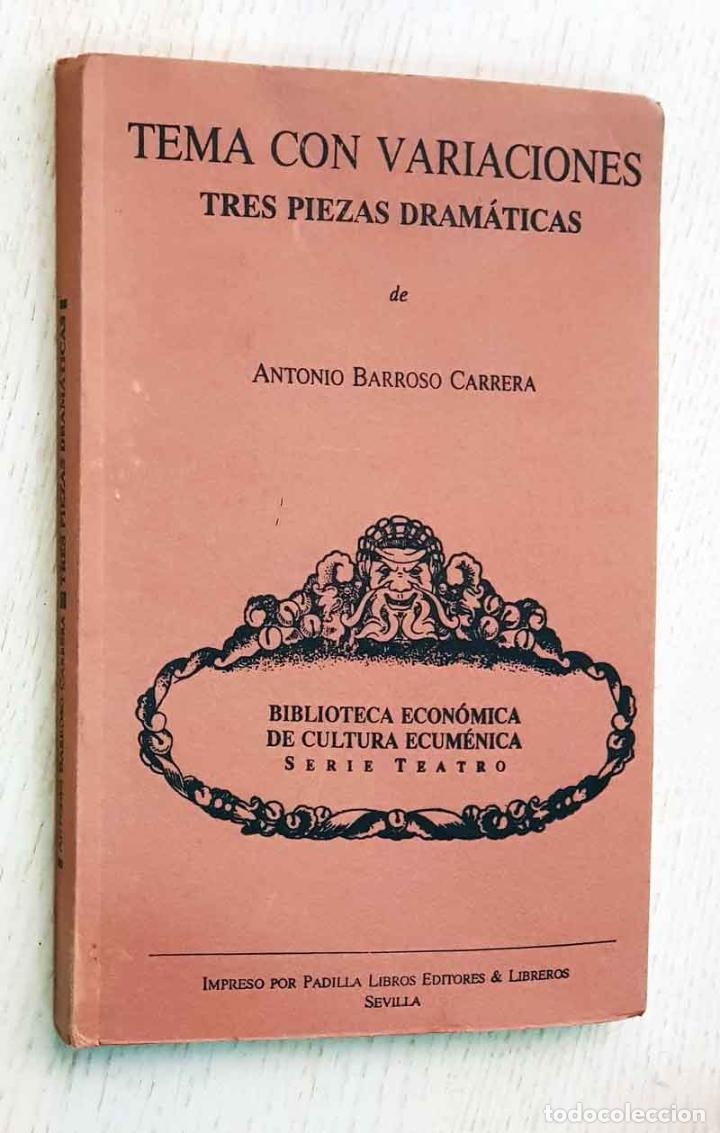 TEMA CON VARIACIONES
TRES PIEZAS DRAMÁTICAS
de
ANTONIO BARROSO CARRERA
BIBLIOTECA ECONÓMICA
DE CULTURA ECUMÉNICA
SERIE TEATRO
IMPRESO POR PADILLA LIBROS EDITORES & LIBREROS
SEVILLA
ANTONIO BARROSO CARRERA TRES PIEZAS DRAMÁTICAS
todocoleccion